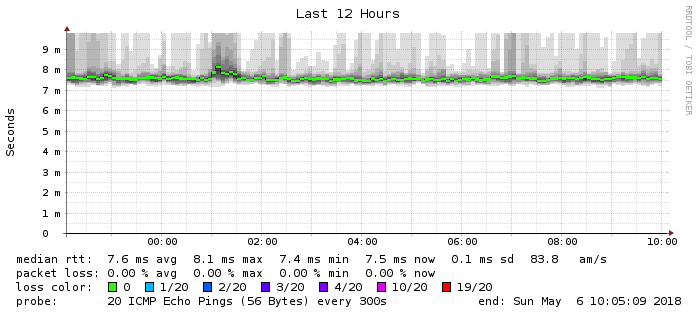 Last 12 Hours
RRDTOOL / TOBI OETIKER
Seconds
9 m
8 m
7 m
6 m
5 m
4 m
3 m
2 m
1 m
0
00:00 02:00 04:00 06:00 08:00 10:00
median rtt: 7.6 ms avg 8.1 ms max 7.4 ms min 7.5 ms now 0.1 ms sd 83.8 am/s
packet loss: 0.00 % avg 0.00 % max 0.00 % min 0.00 % now
loss color: 0 1/20 2/20 3/20 4/20 10/20 19/20
probe: 20 ICMP Echo Pings (56 Bytes) every 300s end: Sun May 6 10:05:09 2018